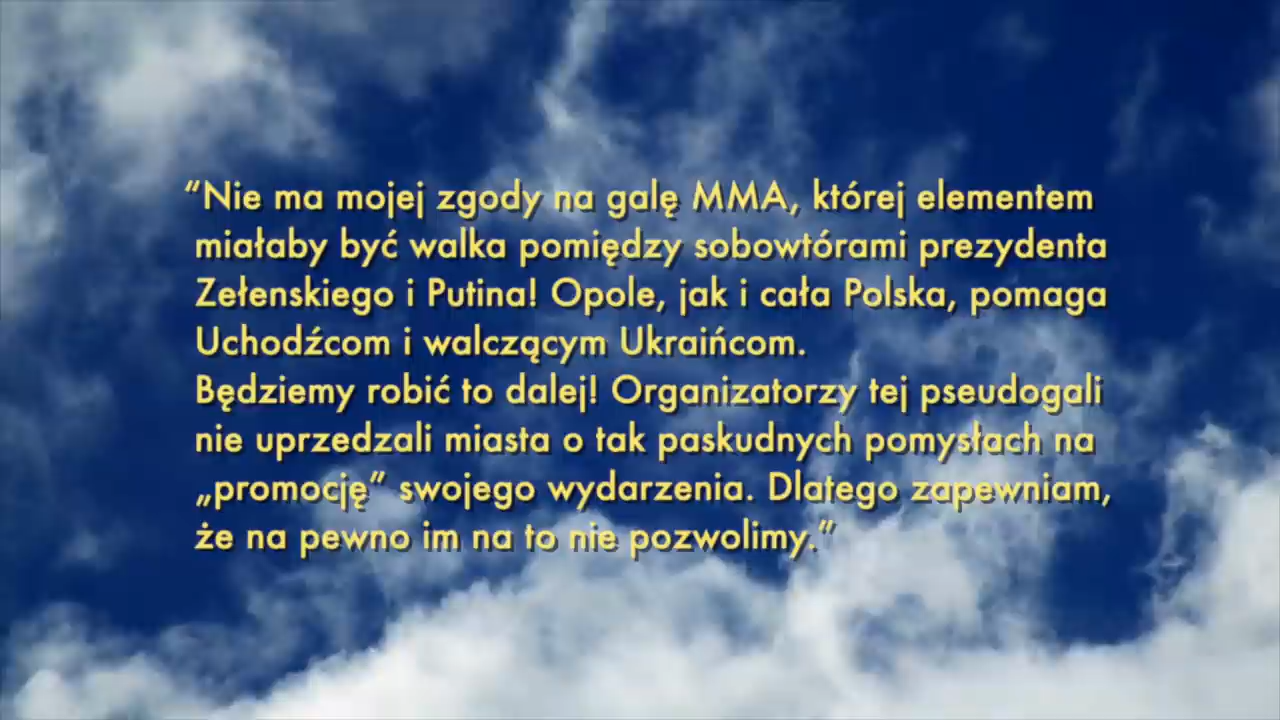 “Nie ma mojej zgody na galę MMA, której elementem
miałaby być walka pomiędzy sobowtórami prezydenta
Zełenskiego i Putina! Opole, jak i cała Polska, pomaga
Uchodźcom i walczącym Ukraińcom.
Będziemy robić to dalej! Organizatorzy tej pseudogali
nie uprzedzali miasta o tak paskudnych pomysłach na
„promocję” swojego wydarzenia. Dlatego zapewniam,
że na pewno im na to nie pozwolimy.”